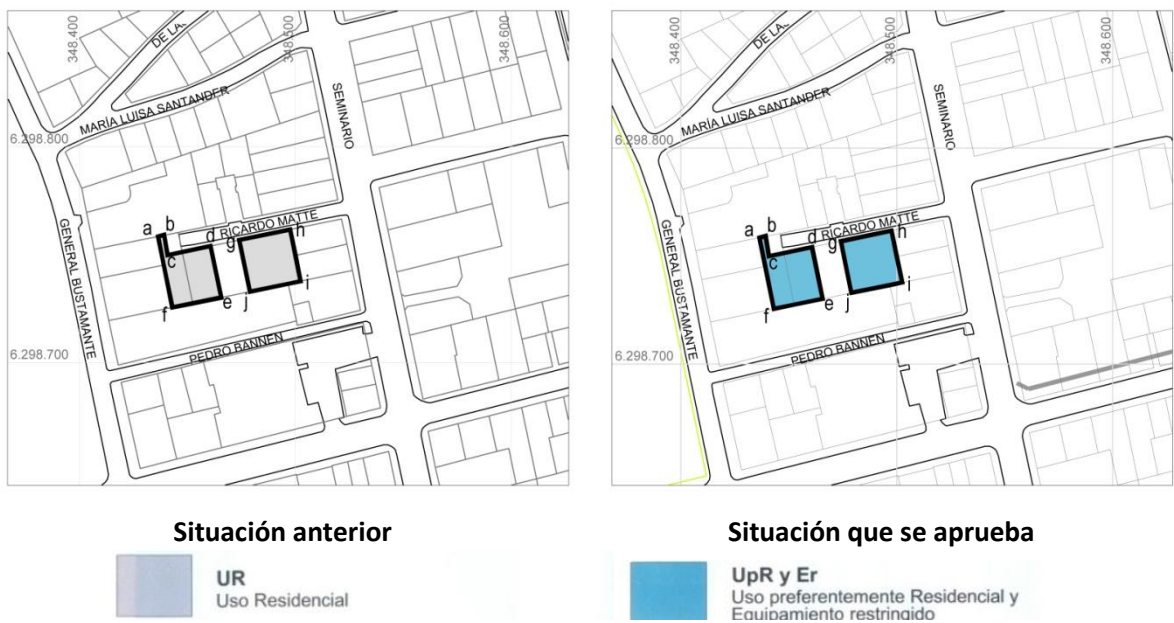 348.400
348.500
348.600
DE LA
MARÍA LUISA SANTANDER
SEMINARIO
6.298.800
GENERAL BUSTAMANTE
RICARDO MATTE
a
b
c
d
g
h
f
e
j
i
6.298.700
PEDRO BANNEN
348.400
348.500
348.600
DE LA
MARÍA LUISA SANTANDER
SEMINARIO
6.298.800
GENERAL BUSTAMANTE
RICARDO MATTE
a
b
c
d
g
h
f
e
j
i
6.298.700
PEDRO BANNEN
Situación anterior
UR
Uso Residencial
Situación que se aprueba
UpR y Er
Uso preferentemente Residencial y
Equipamiento restringido